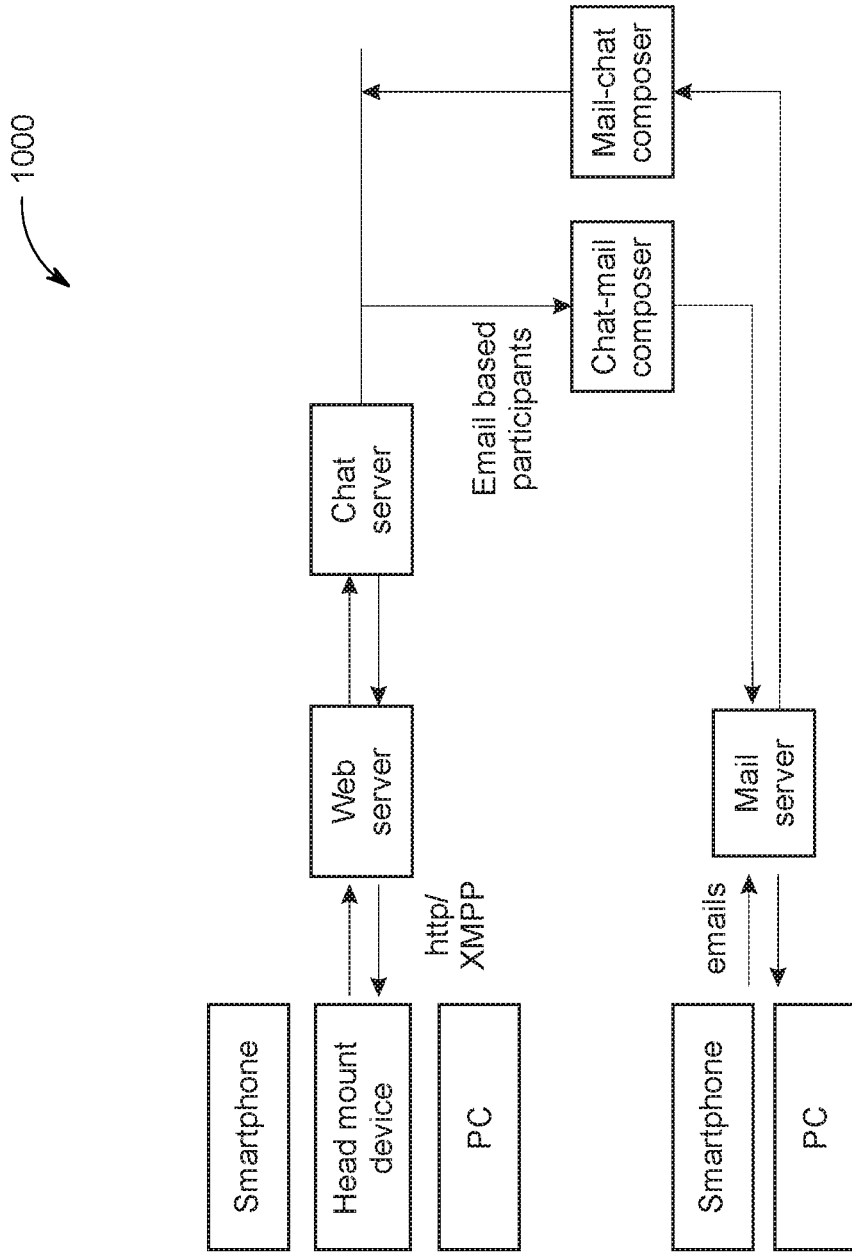 1000
Smartphone
Head mount
device
PC
http/
XMPP
Web
server
Chat
server
Email based
participants
Chat-mail
composer
Mail-chat
composer
Smartphone
PC
emails
Mail
server